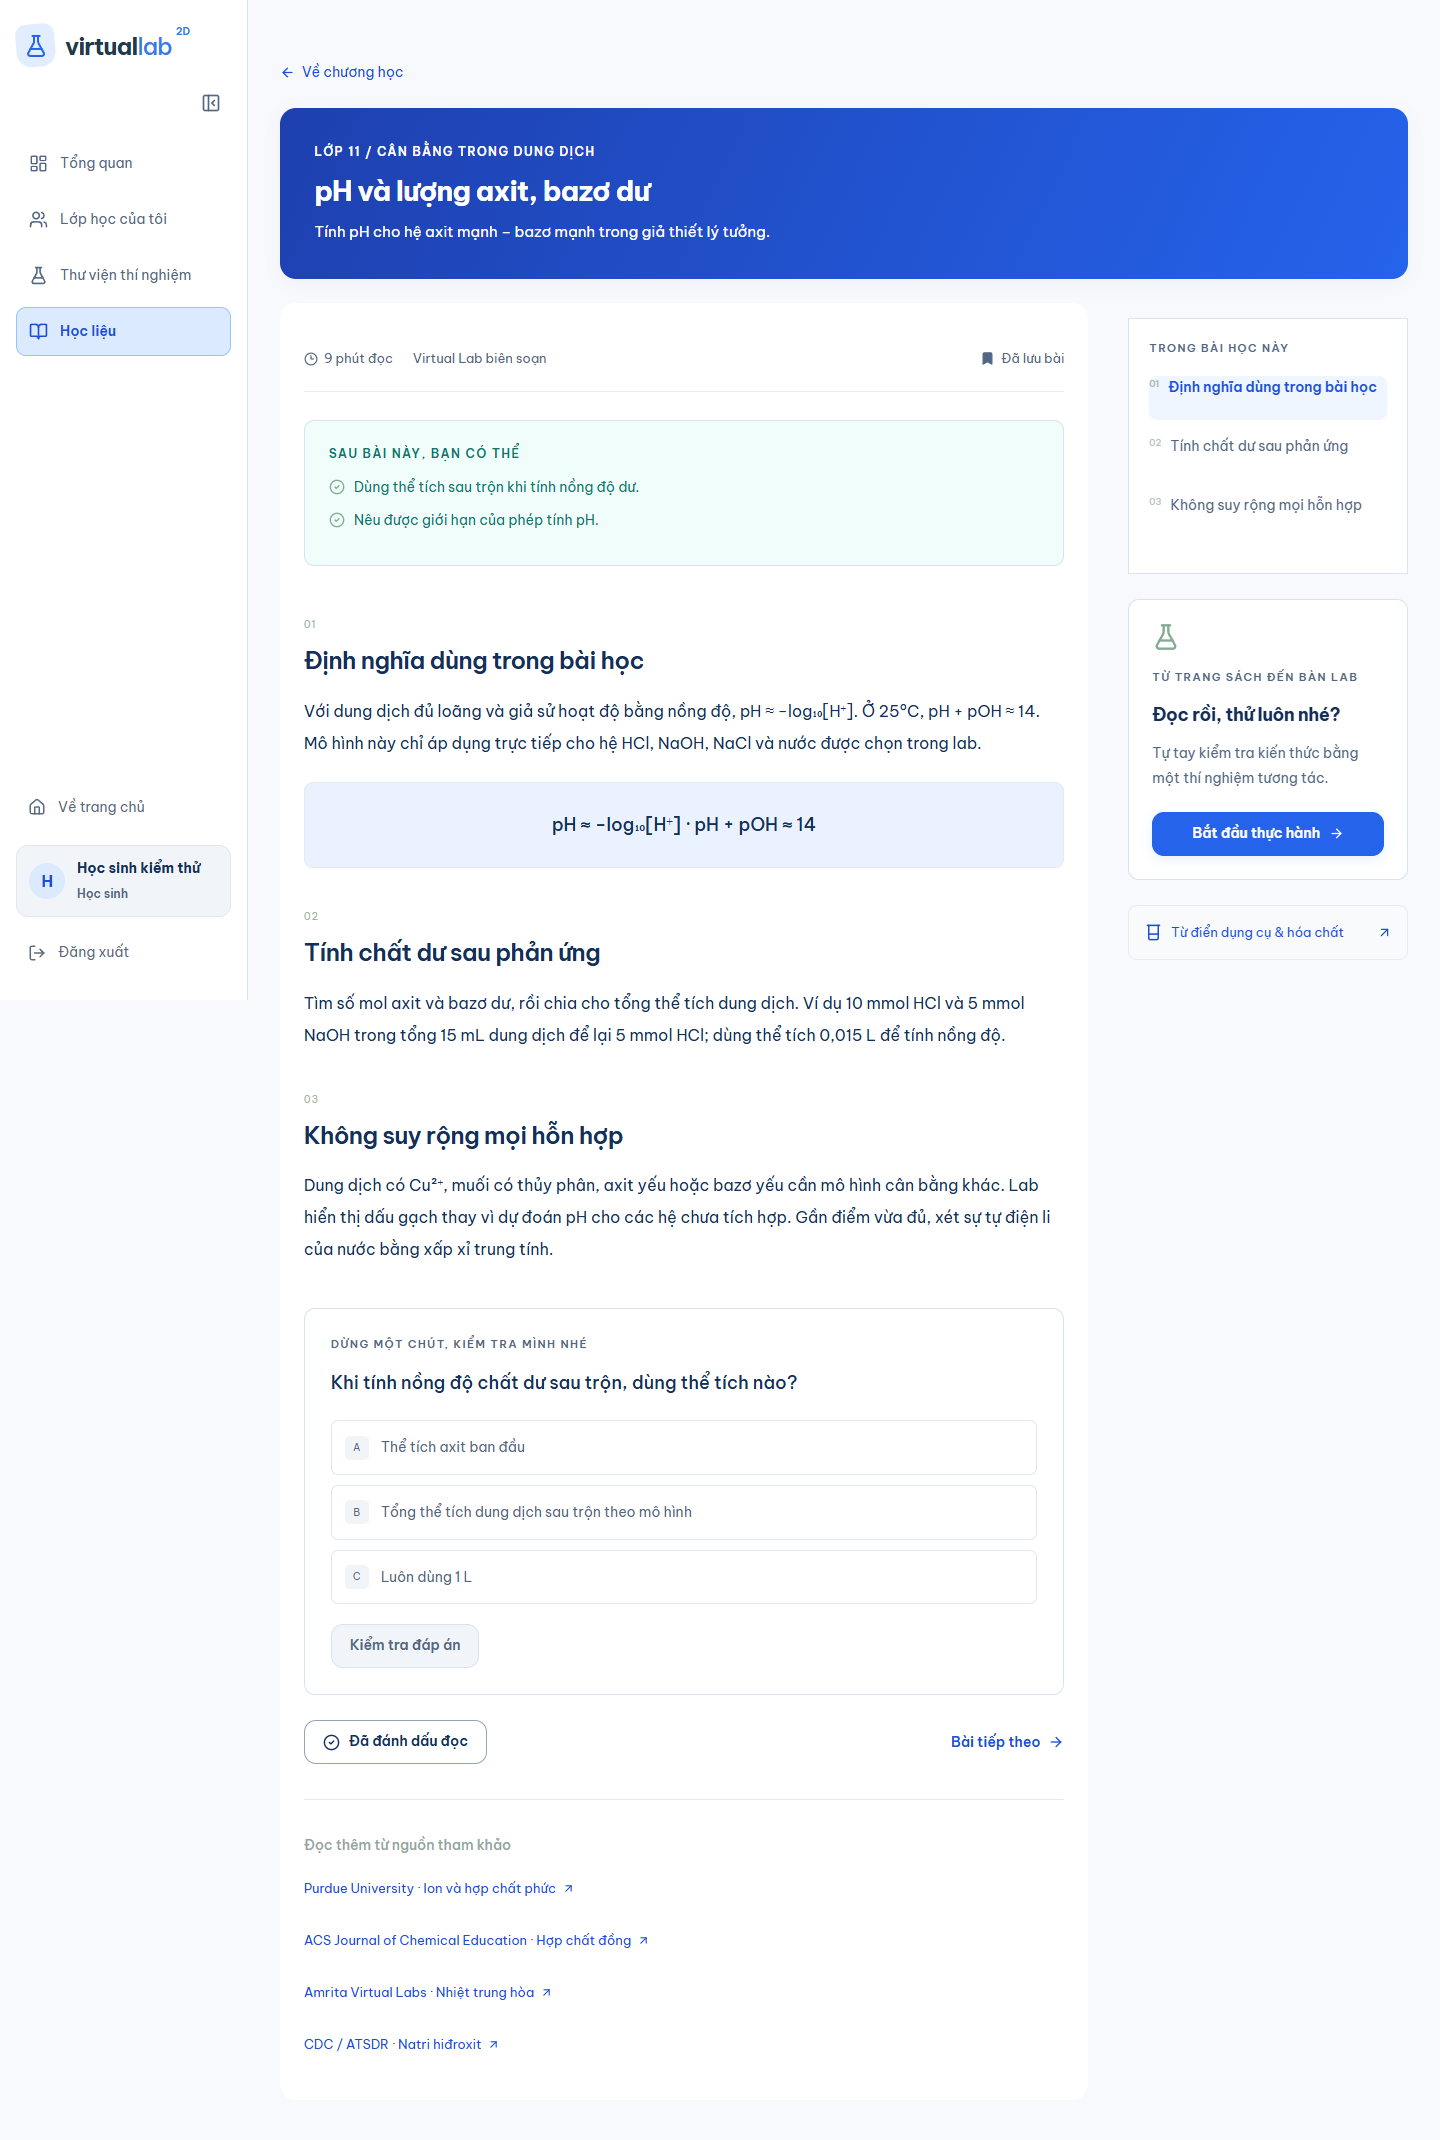 virtuallab 2D
Tổng quan
Lớp học của tôi
Thư viện thí nghiệm
Học liệu
Về trang chủ
H
Học sinh kiểm thử
Học sinh
Đăng xuất
Về chương học
LỚP 11 / CÂN BẰNG TRONG DUNG DỊCH
pH và lượng axit, bazơ dư
Tính pH cho hệ axit mạnh – bazơ mạnh trong giả thiết lý tưởng.
9 phút đọc
Virtual Lab biên soạn
Đã lưu bài
SAU BÀI NÀY, BẠN CÓ THỂ
Dùng thể tích sau trộn khi tính nồng độ dư.
Nêu được giới hạn của phép tính pH.
01
Định nghĩa dùng trong bài học
Với dung dịch đủ loãng và giả sử hoạt độ bằng nồng độ, pH ≈ −log₁₀[H⁺]. Ở 25°C, pH + pOH ≈ 14.
Mô hình này chỉ áp dụng trực tiếp cho hệ HCl, NaOH, NaCl và nước được chọn trong lab.
pH ≈ −log₁₀[H⁺] · pH + pOH ≈ 14
02
Tính chất dư sau phản ứng
Tìm số mol axit và bazơ dư, rồi chia cho tổng thể tích dung dịch. Ví dụ 10 mmol HCl và 5 mmol
NaOH trong tổng 15 mL dung dịch để lại 5 mmol HCl; dùng thể tích 0,015 L để tính nồng độ.
03
Không suy rộng mọi hỗn hợp
Dung dịch có Cu²⁺, muối có thủy phân, axit yếu hoặc bazơ yếu cần mô hình cân bằng khác. Lab
hiển thị dấu gạch thay vì dự đoán pH cho các hệ chưa tích hợp. Gần điểm vừa đủ, xét sự tự điện li
của nước bằng xấp xỉ trung tính.
DỪNG MỘT CHÚT, KIỂM TRA MÌNH NHÉ
Khi tính nồng độ chất dư sau trộn, dùng thể tích nào?
A Thể tích axit ban đầu
B Tổng thể tích dung dịch sau trộn theo mô hình
C Luôn dùng 1 L
Kiểm tra đáp án
Đã đánh dấu đọc
Bài tiếp theo
Đọc thêm từ nguồn tham khảo
Purdue University · Ion và hợp chất phức
ACS Journal of Chemical Education · Hợp chất đồng
Amrita Virtual Labs · Nhiệt trung hòa
CDC / ATSDR · Natri hiđroxit
TRONG BÀI HỌC NÀY
01 Định nghĩa dùng trong bài học
02 Tính chất dư sau phản ứng
03 Không suy rộng mọi hỗn hợp
TỪ TRANG SÁCH ĐẾN BÀN LAB
Đọc rồi, thử luôn nhé?
Tự tay kiểm tra kiến thức bằng
một thí nghiệm tương tác.
Bắt đầu thực hành
Từ điển dụng cụ & hóa chất